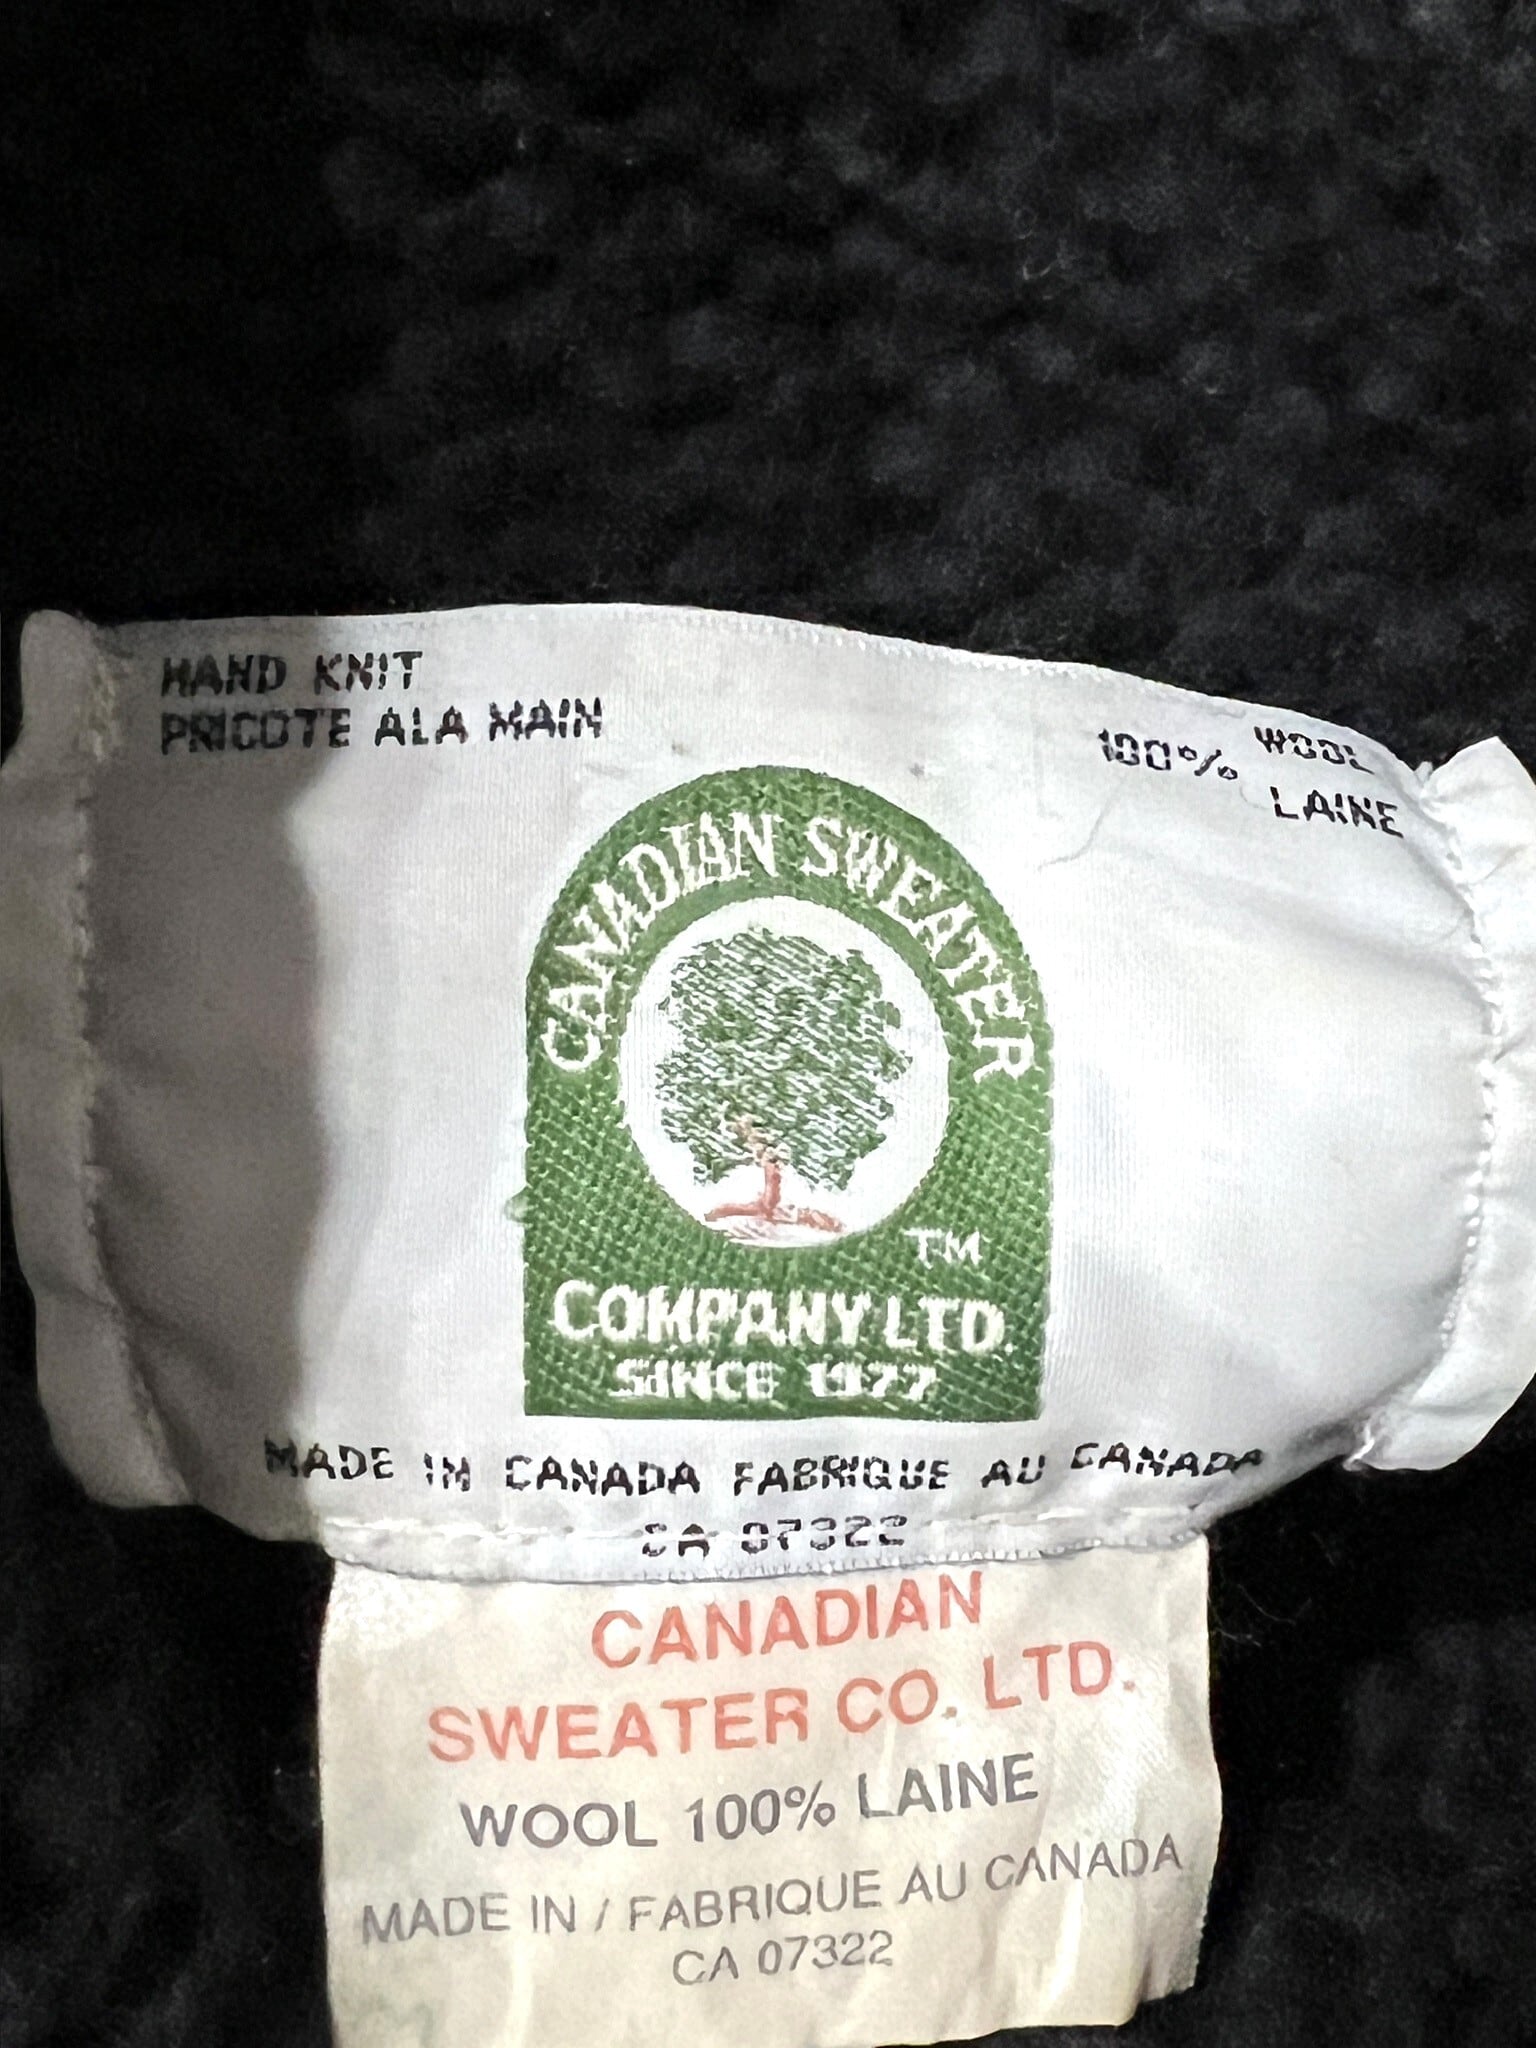 HAND KNIT
PRICOTE ALA MAIN
100% WOOL
LAINE
CANADIAN SWEATER
TM
COMPANY LTD.
SINCE 1977
MADE IN CANADA FABRIQUE AU CANADA
CA 07322
CANADIAN
SWEATER CO. LTD.
WOOL 100% LAINE
MADE IN / FABRIQUE AU CANADA
CA 07322